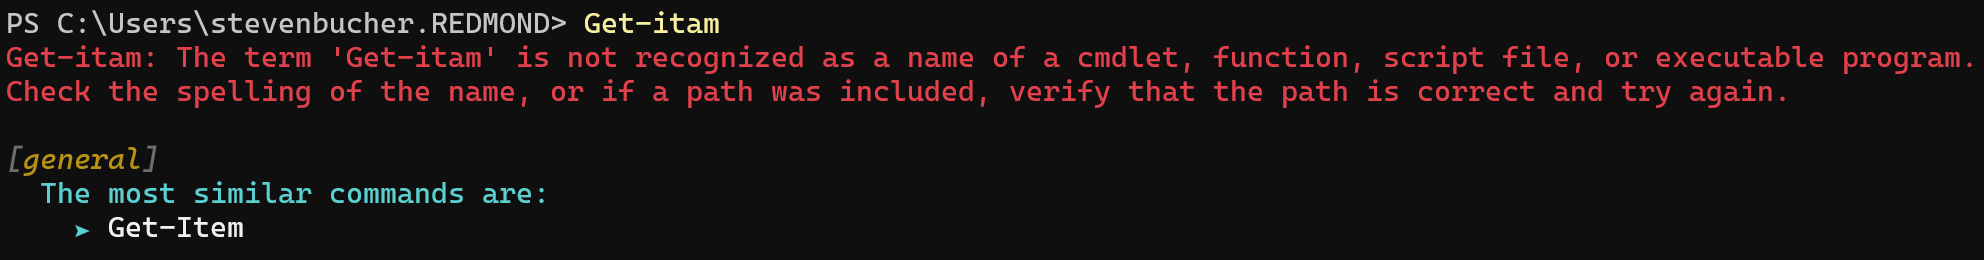 PS C:\Users\stevenbucher.REDMOND> Get-itam
Get-itam: The term 'Get-itam' is not recognized as a name of a cmdlet, function, script file, or executable program.
Check the spelling of the name, or if a path was included, verify that the path is correct and try again.
[general]
The most similar commands are:
➤ Get-Item